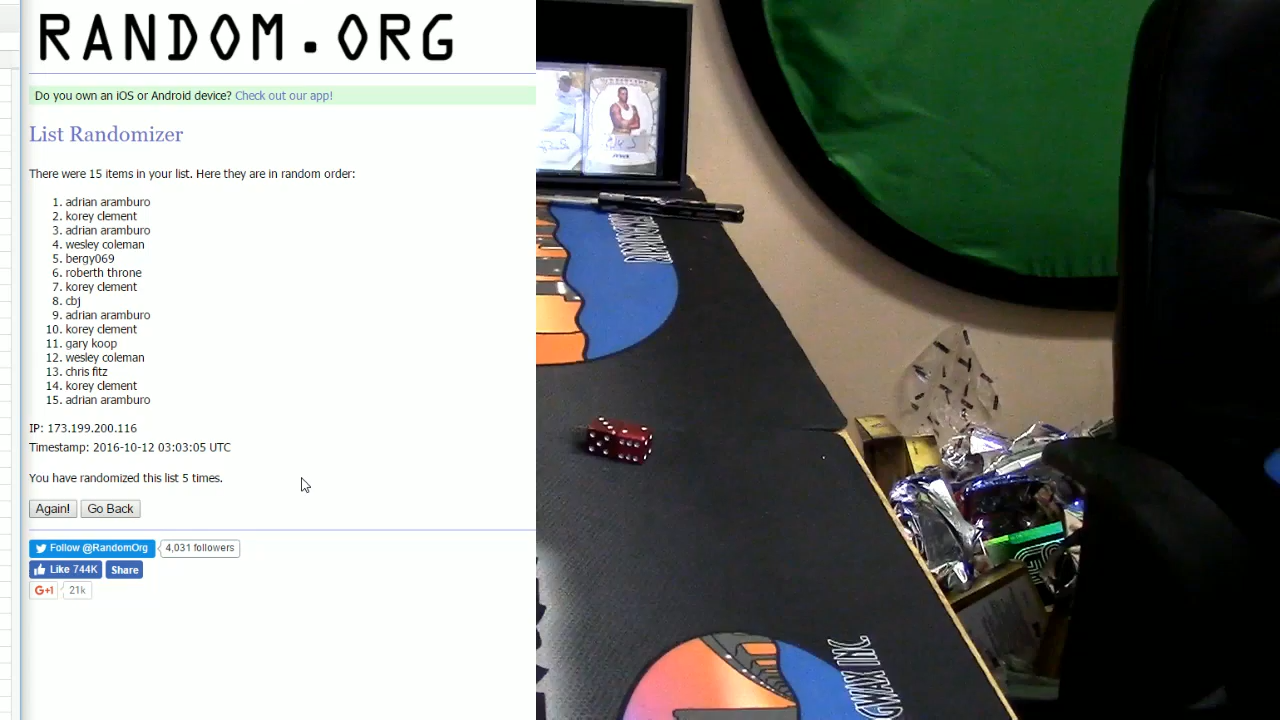 RANDOM.ORG
Do you own an iOS or Android device? Check out our app!
List Randomizer
There were 15 items in your list. Here they are in random order:
1. adrian aramburo
2. korey clement
3. adrian aramburo
4. wesley coleman
5. bergy069
6. roberth throne
7. korey clement
8. cbj
9. adrian aramburo
10. korey clement
11. gary koop
12. wesley coleman
13. chris fitz
14. korey clement
15. adrian aramburo
IP: 173.199.200.116
Timestamp: 2016-10-12 03:03:05 UTC
You have randomized this list 5 times.
Again! Go Back
Follow @RandomOrg 4,031 followers
Like 744K Share
G+1 21k
GWAX INC